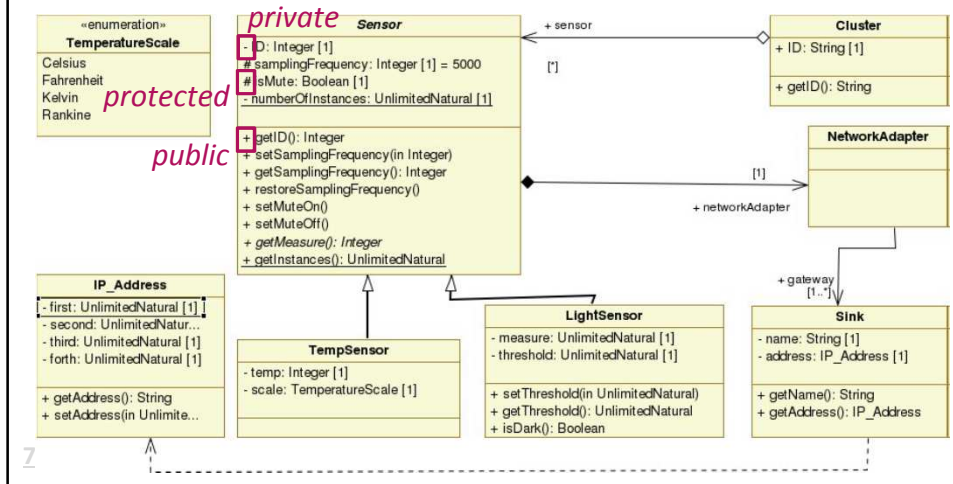 private
protected
public
«enumeration»
TemperatureScale
Celsius
Fahrenheit
Kelvin
Rankine
Sensor
- ID: Integer [1]
# samplingFrequency: Integer [1] = 5000
# isMute: Boolean [1]
- numberOfInstances: UnlimitedNatural [1]
+ getID(): Integer
+ setSamplingFrequency(in Integer)
+ getSamplingFrequency(): Integer
+ restoreSamplingFrequency()
+ setMuteOn()
+ setMuteOff()
+ getMeasure(): Integer
+ getInstances(): UnlimitedNatural
+ sensor
[*]
Cluster
+ ID: String [1]
+ getID(): String
NetworkAdapter
[1]
+ networkAdapter
+ gateway
[1..*]
IP_Address
- first: UnlimitedNatural [1]
- second: UnlimitedNatur...
- third: UnlimitedNatural [1]
- forth: UnlimitedNatural [1]
+ getAddress(): String
+ setAddress(in Unlimite...
TempSensor
- temp: Integer [1]
- scale: TemperatureScale [1]
LightSensor
- measure: UnlimitedNatural [1]
- threshold: UnlimitedNatural [1]
+ setThreshold(in UnlimitedNatural)
+ getThreshold(): UnlimitedNatural
+ isDark(): Boolean
Sink
- name: String [1]
- address: IP_Address [1]
+ getName(): String
+ getAddress(): IP_Address
7